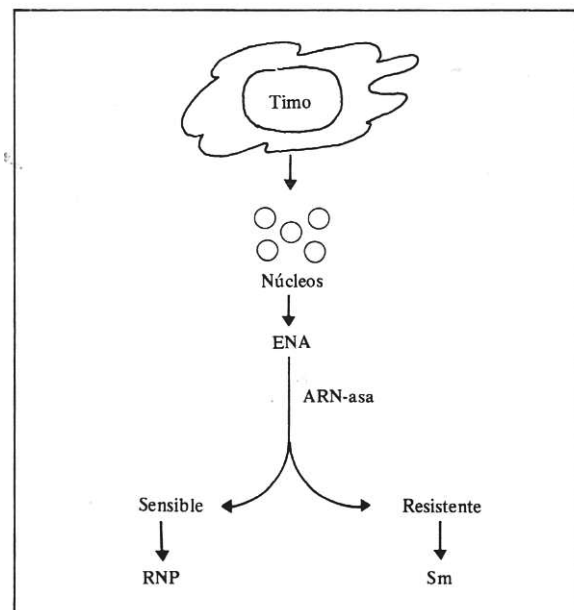 Timo
Núcleos
ENA
ARN-asa
Sensible
Resistente
RNP
Sm